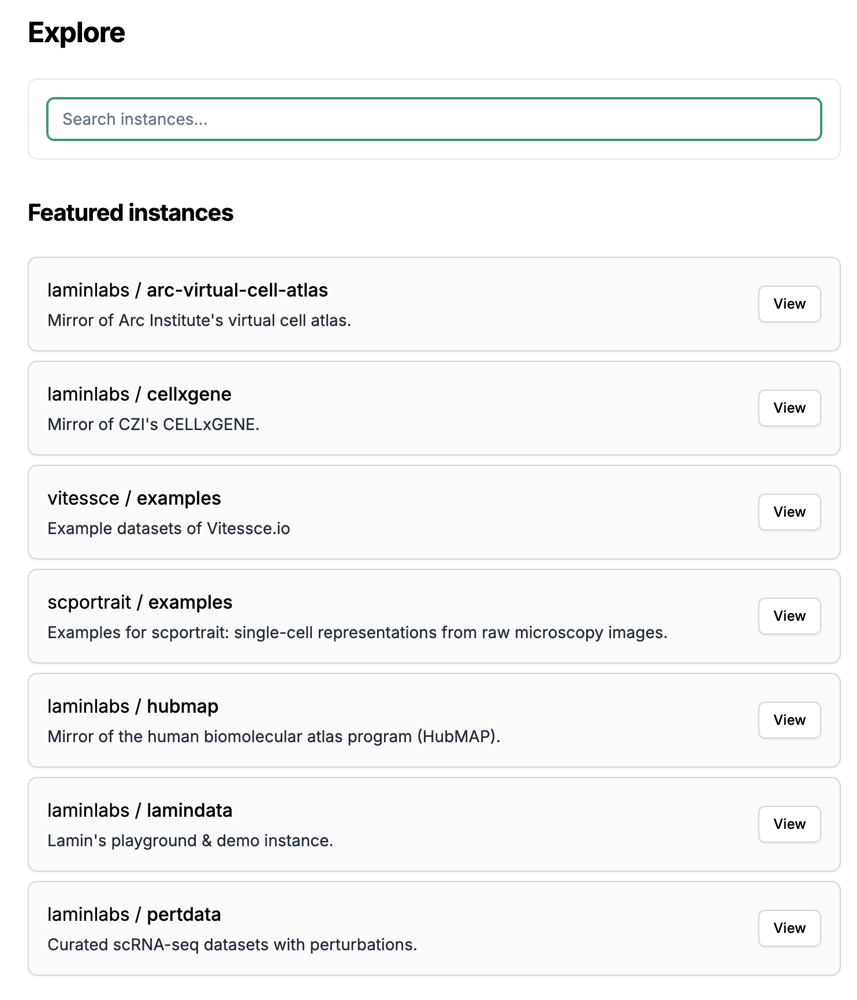 Explore
Search instances...
Featured instances
laminlabs / arc-virtual-cell-atlas
Mirror of Arc Institute's virtual cell atlas.
View
laminlabs / cellxgene
Mirror of CZI's CELLxGENE.
View
vitessce / examples
Example datasets of Vitessce.io
View
scportrait / examples
Examples for scportrait: single-cell representations from raw microscopy images.
View
laminlabs / hubmap
Mirror of the human biomolecular atlas program (HubMAP).
View
laminlabs / lamindata
Lamin's playground & demo instance.
View
laminlabs / pertdata
Curated scRNA-seq datasets with perturbations.
View